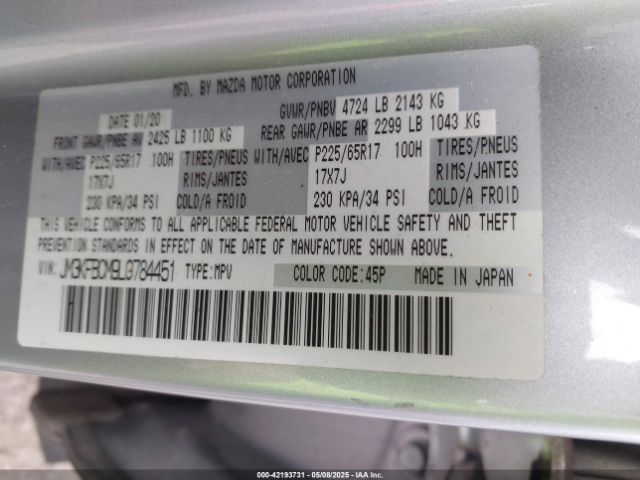 MFD. BY MAZDA MOTOR CORPORATION
DATE 01/20 GVWR/PNBV 4724 LB 2143 KG
FRONT GAWR/PNBE AV 2425 LB 1100 KG REAR GAWR/PNBE AR 2299 LB 1043 KG
WITH/AVEC P225/65R17 100H TIRES/PNEUS WITH/AVEC P225/65R17 100H TIRES/PNEUS
17X7J RIMS/JANTES 17X7J RIMS/JANTES
230 KPA/34 PSI COLD/A FROID 230 KPA/34 PSI COLD/A FROID
THIS VEHICLE CONFORMS TO ALL APPLICABLE FEDERAL MOTOR VEHICLE SAFETY AND THEFT
PREVENTION STANDARDS IN EFFECT ON THE DATE OF MANUFACTURE SHOWN ABOVE.
VIN: JM3KFBCM9LG784451 TYPE:MPV COLOR CODE:45P MADE IN JAPAN
000-42193731 - 05/08/2025 - IAA Inc.